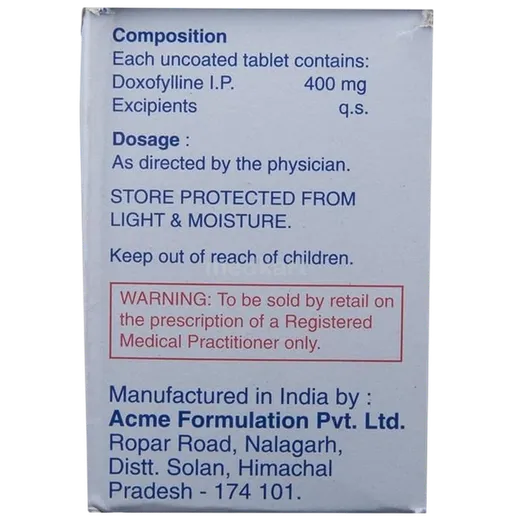 Composition
Each uncoated tablet contains:
Doxofylline I.P. 400 mg
Excipients q.s.
Dosage :
As directed by the physician.
STORE PROTECTED FROM
LIGHT & MOISTURE.
Keep out of reach of children.
WARNING: To be sold by retail on
the prescription of a Registered
Medical Practitioner only.
Manufactured in India by :
Acme Formulation Pvt. Ltd.
Ropar Road, Nalagarh,
Distt. Solan, Himachal
Pradesh - 174 101.